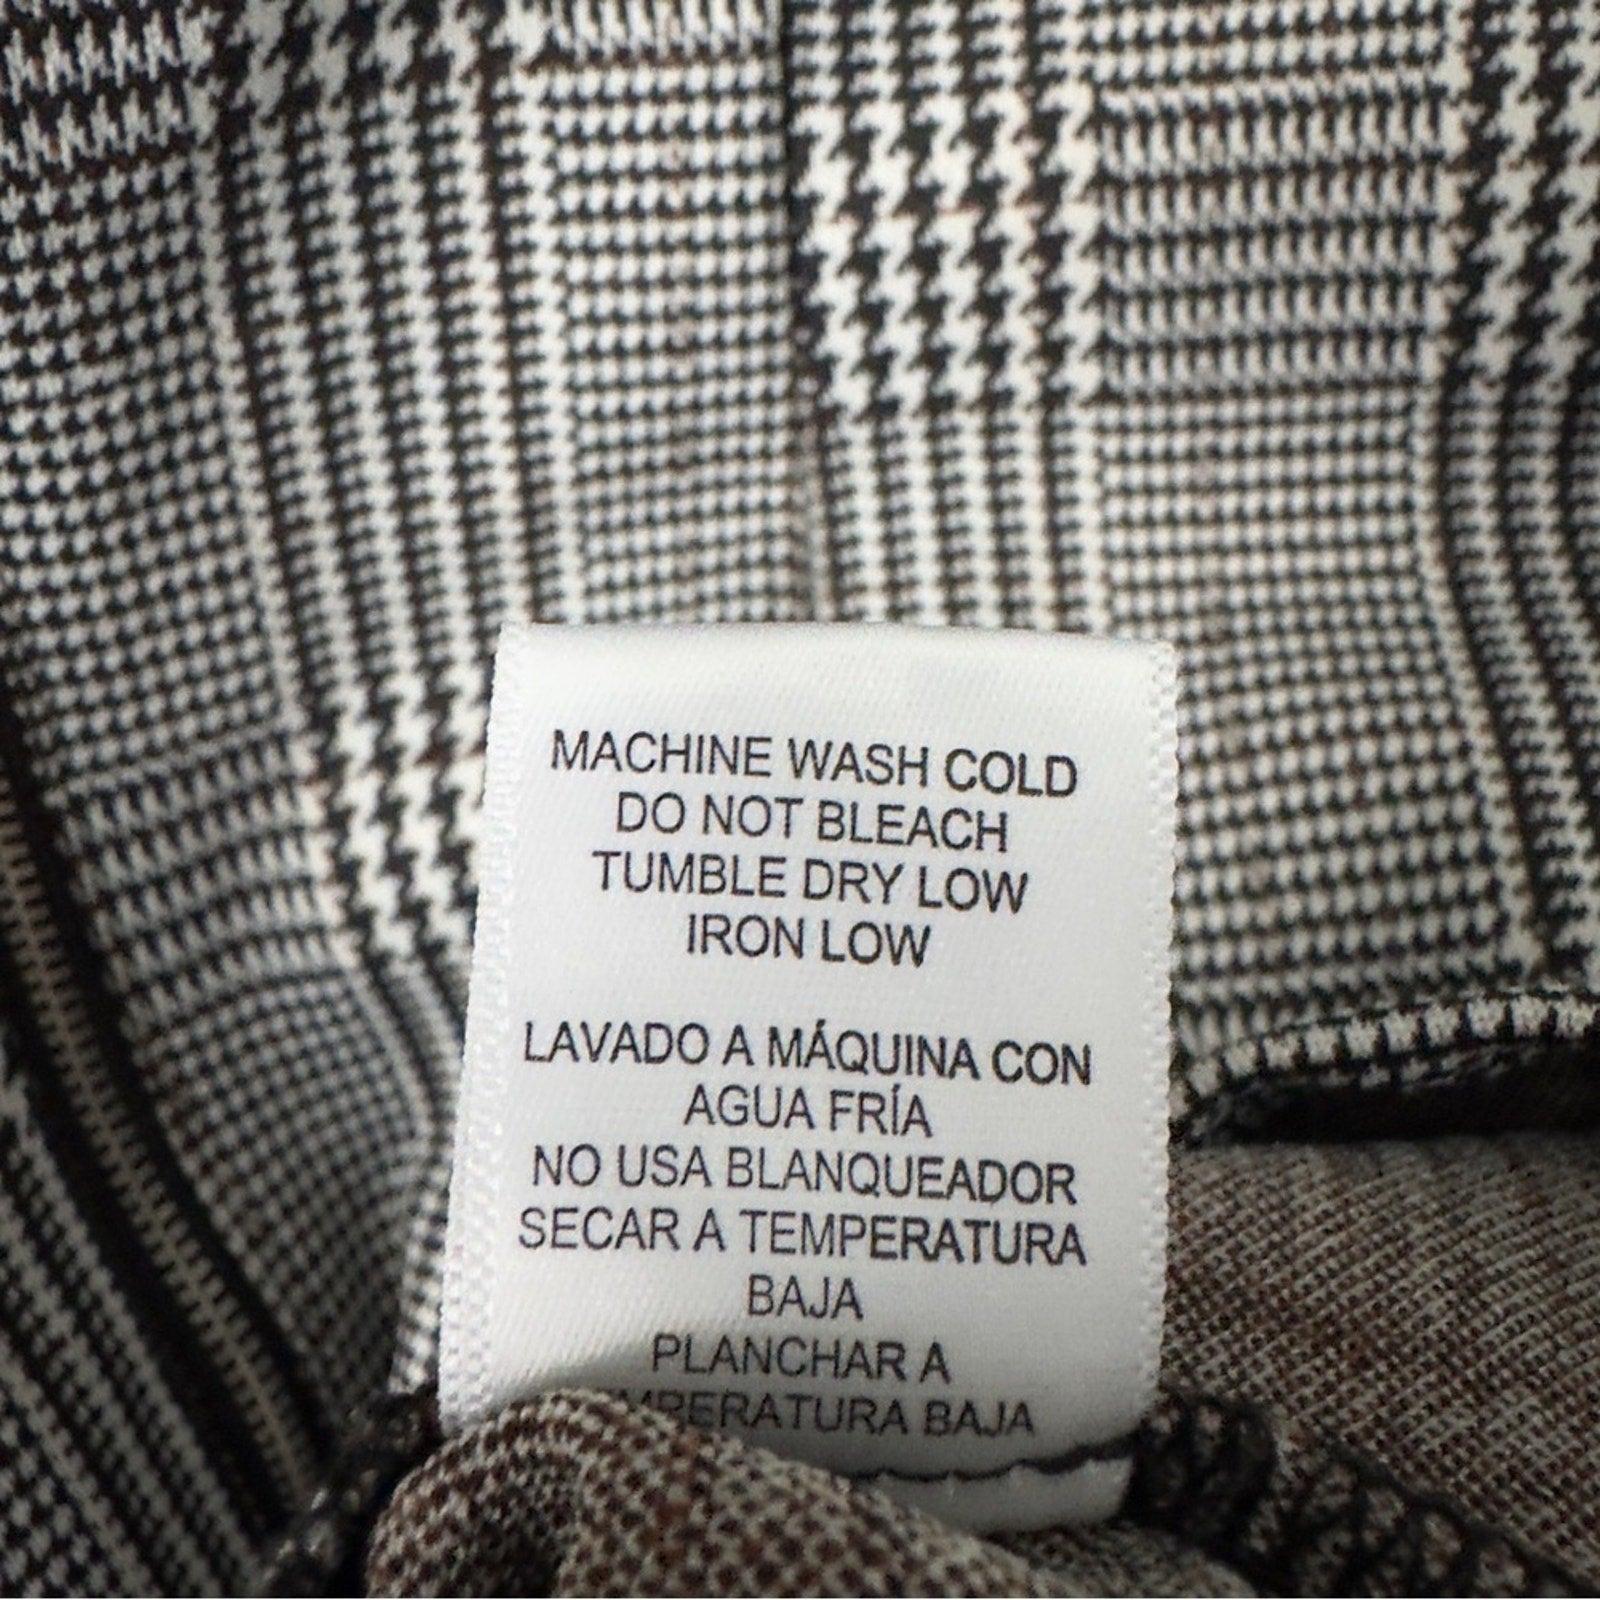 MACHINE WASH COLD
DO NOT BLEACH
TUMBLE DRY LOW
IRON LOW
LAVADO A MÁQUINA CON
AGUA FRÍA
NO USA BLANQUEADOR
SECAR A TEMPERATURA
BAJA
PLANCHAR A
BAJA